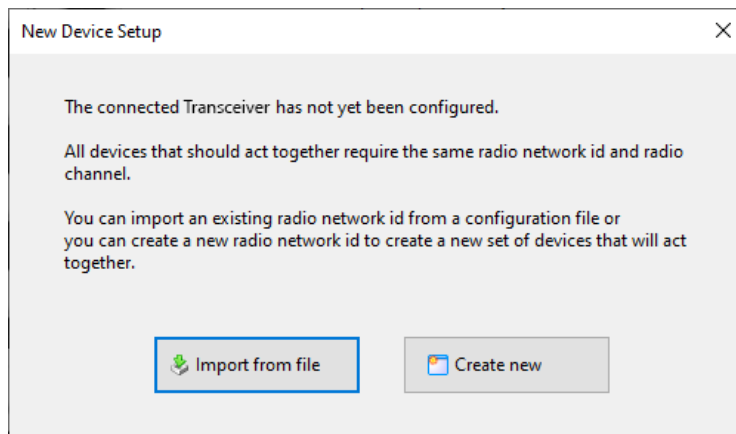 New Device Setup
The connected Transceiver has not yet been configured.
All devices that should act together require the same radio network id and radio
channel.
You can import an existing radio network id from a configuration file or
you can create a new radio network id to create a new set of devices that will act
together.
Import from file
Create new